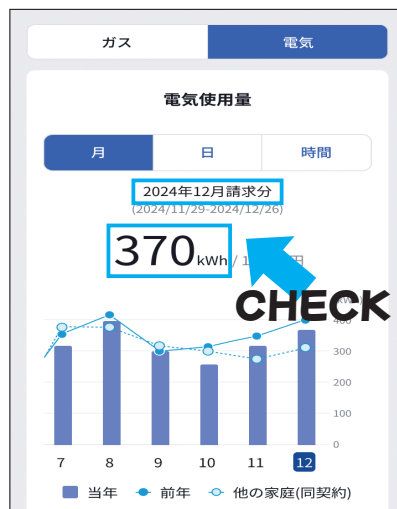 ガス 電気
電気使用量
月 日 時間
2024年12月請求分
(2024/11/29-2024/12/26)
370kWh / 1 円
CHECK
400
300
200
100
0
7 8 9 10 11 12
当年 前年 他の家庭(同契約)